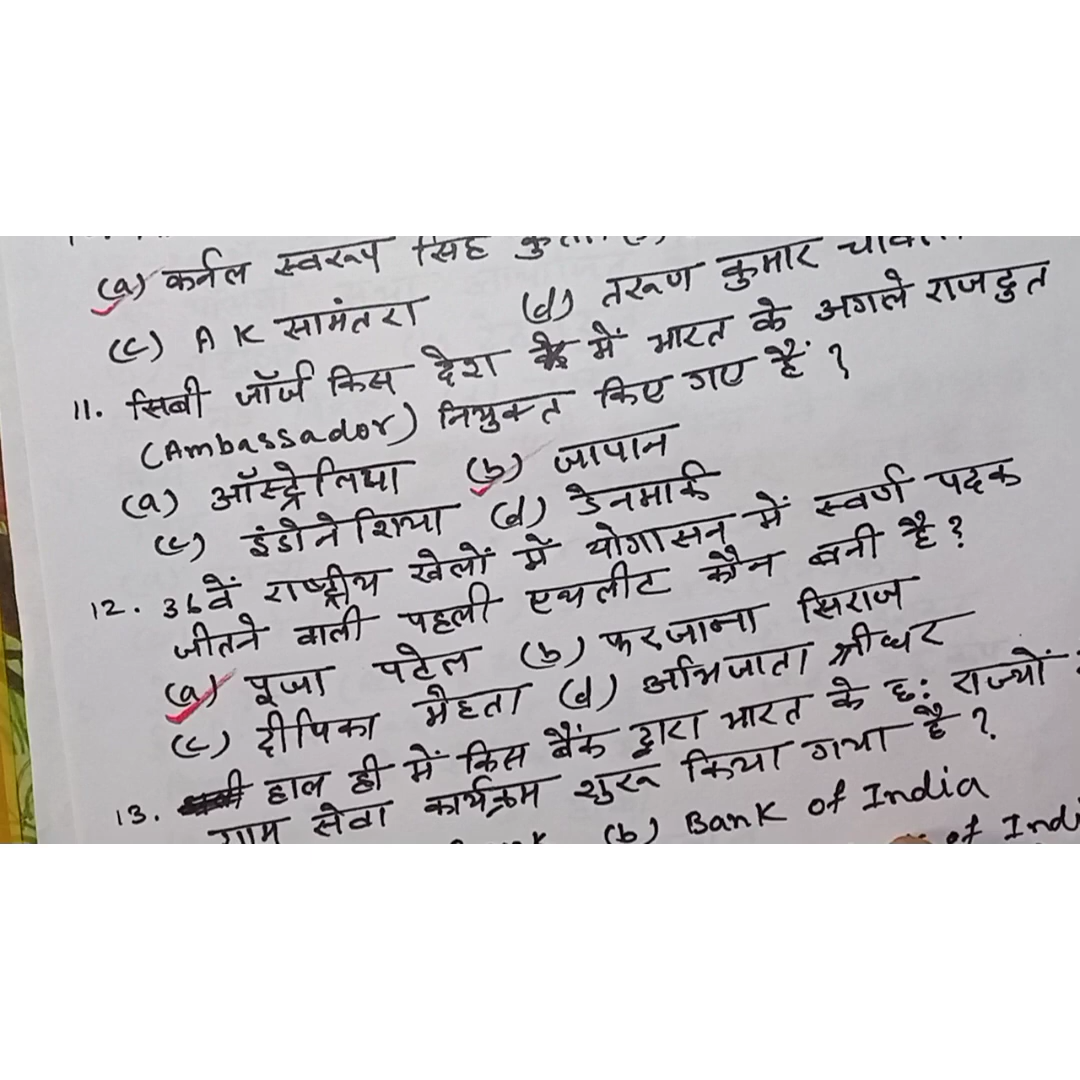 (a) कर्नल स्वरूप सिंह
(c) A K सामंतरा (d) तरूण कुमार
11. सिबी जॉर्ज किस देश में भारत के अगले राजदुत
(Ambassador) नियुक्त किए गए हैं ?
(a) ऑस्ट्रेलिया (b) जापान
(c) इंडोनेशिया (d) डेनमार्क
12. 36वें राष्ट्रीय खेलों में योगासन में स्वर्ण पदक
जीतने वाली पहली एथलीट कौन बनी है ?
(a) पूजा पटेल (b) फरजाना सिराज
(c) दीपिका मेहता (d) अभिजाता श्रीधर
13. हाल ही में किस बैंक द्वारा भारत के छ: राज्यों
ग्राम सेवा कार्यक्रम शुरू किया गया है ?
(b) Bank of India
of